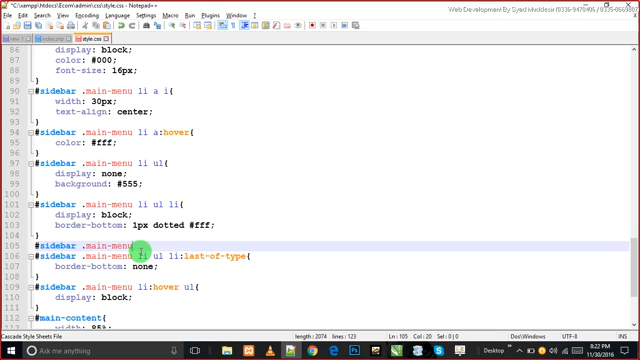 *C:\xampp\htdocs\Ecom\admin\css\style.css - Notepad++
Web Development By Syed Moddasir
File Edit Search View Encoding Language Settings Macro Run Plugins Window ?
new 1 index.php style.css
86 display: block;
87 color: #000;
88 font-size: 16px;
89 }
90 #sidebar .main-menu li a i{
91 width: 30px;
92 text-align: center;
93 }
94 #sidebar .main-menu li a:hover{
95 color: #fff;
96 }
97 #sidebar .main-menu li ul{
98 display: none;
99 background: #555;
100 }
101 #sidebar .main-menu li ul li{
102 display: block;
103 border-bottom: 1px dotted #fff;
104 }
105 #sidebar .main-menu
106 #sidebar .main-menu li ul li:last-of-type{
107 border-bottom: none;
108 }
109 #sidebar .main-menu li:hover ul{
110 display: block;
111 }
112 #main-content{
113 width: 85%;
Cascade Style Sheets File length : 2074 lines : 123 Ln : 105 Col : 20 Sel : 0 | 0 Dos\Windows UTF-8 INS
Ask me anything Desktop 8:22 PM
11/30/2016